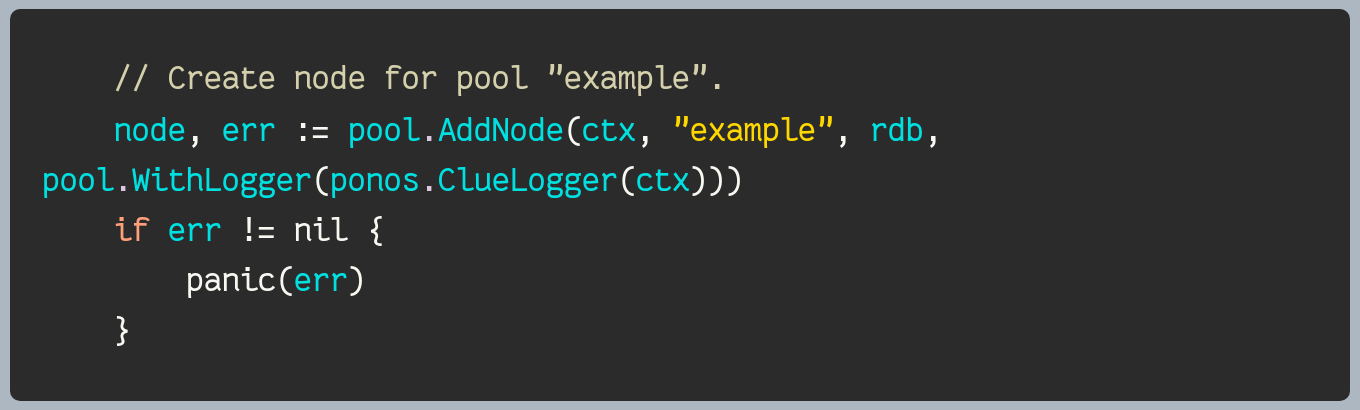 // Create node for pool "example".
node, err := pool.AddNode(ctx, "example", rdb,
pool.WithLogger(ponos.ClueLogger(ctx)))
if err != nil {
panic(err)
}